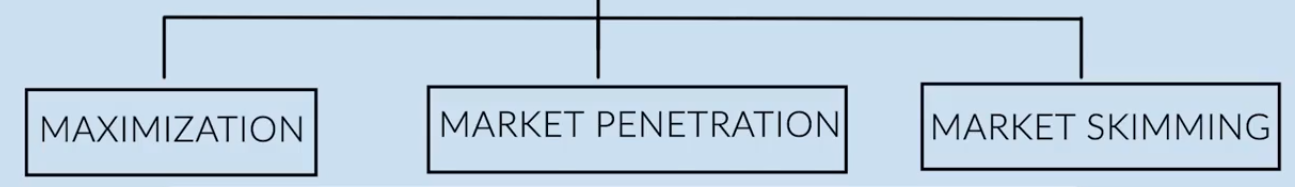 MAXIMIZATION
MARKET PENETRATION
MARKET SKIMMING